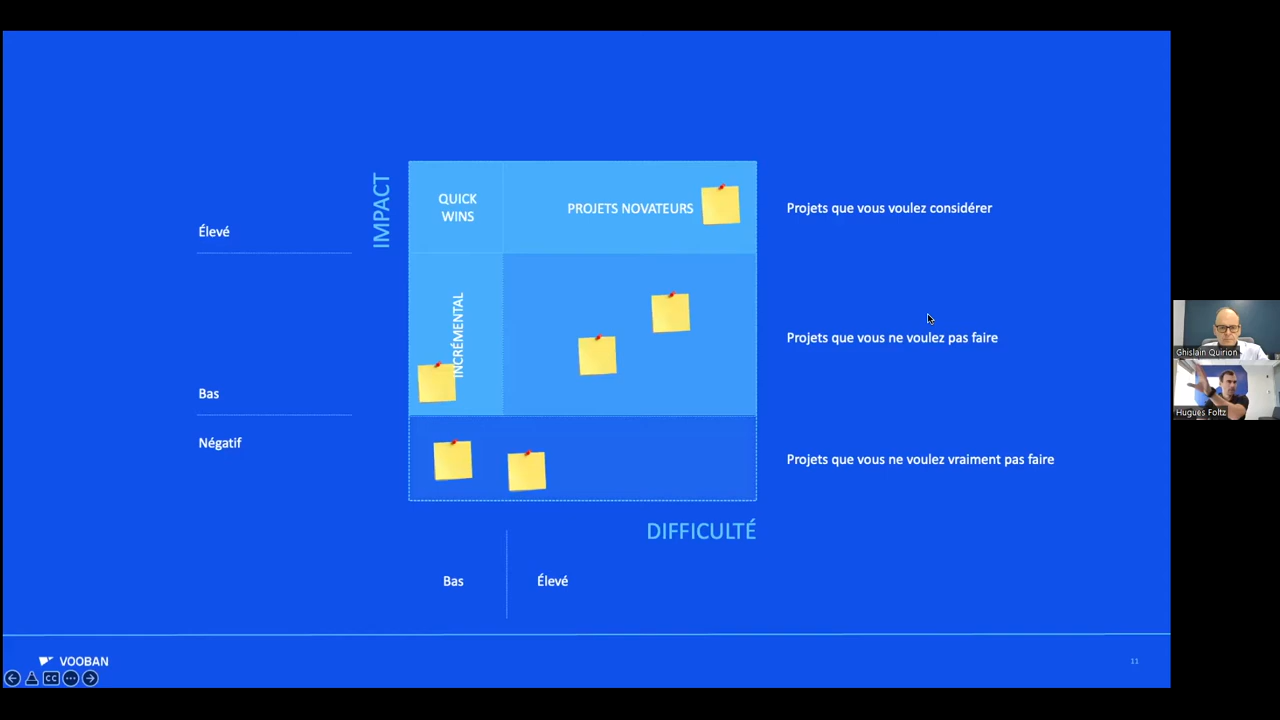 IMPACT
QUICK
WINS
PROJETS NOVATEURS
Projets que vous voulez considérer
Élevé
INCRÉMENTAL
Projets que vous ne voulez pas faire
Ghislain Quirion
Bas
Hugues Foltz
Négatif
Projets que vous ne voulez vraiment pas faire
DIFFICULTÉ
Bas
Élevé
VOOBAN
11
CC